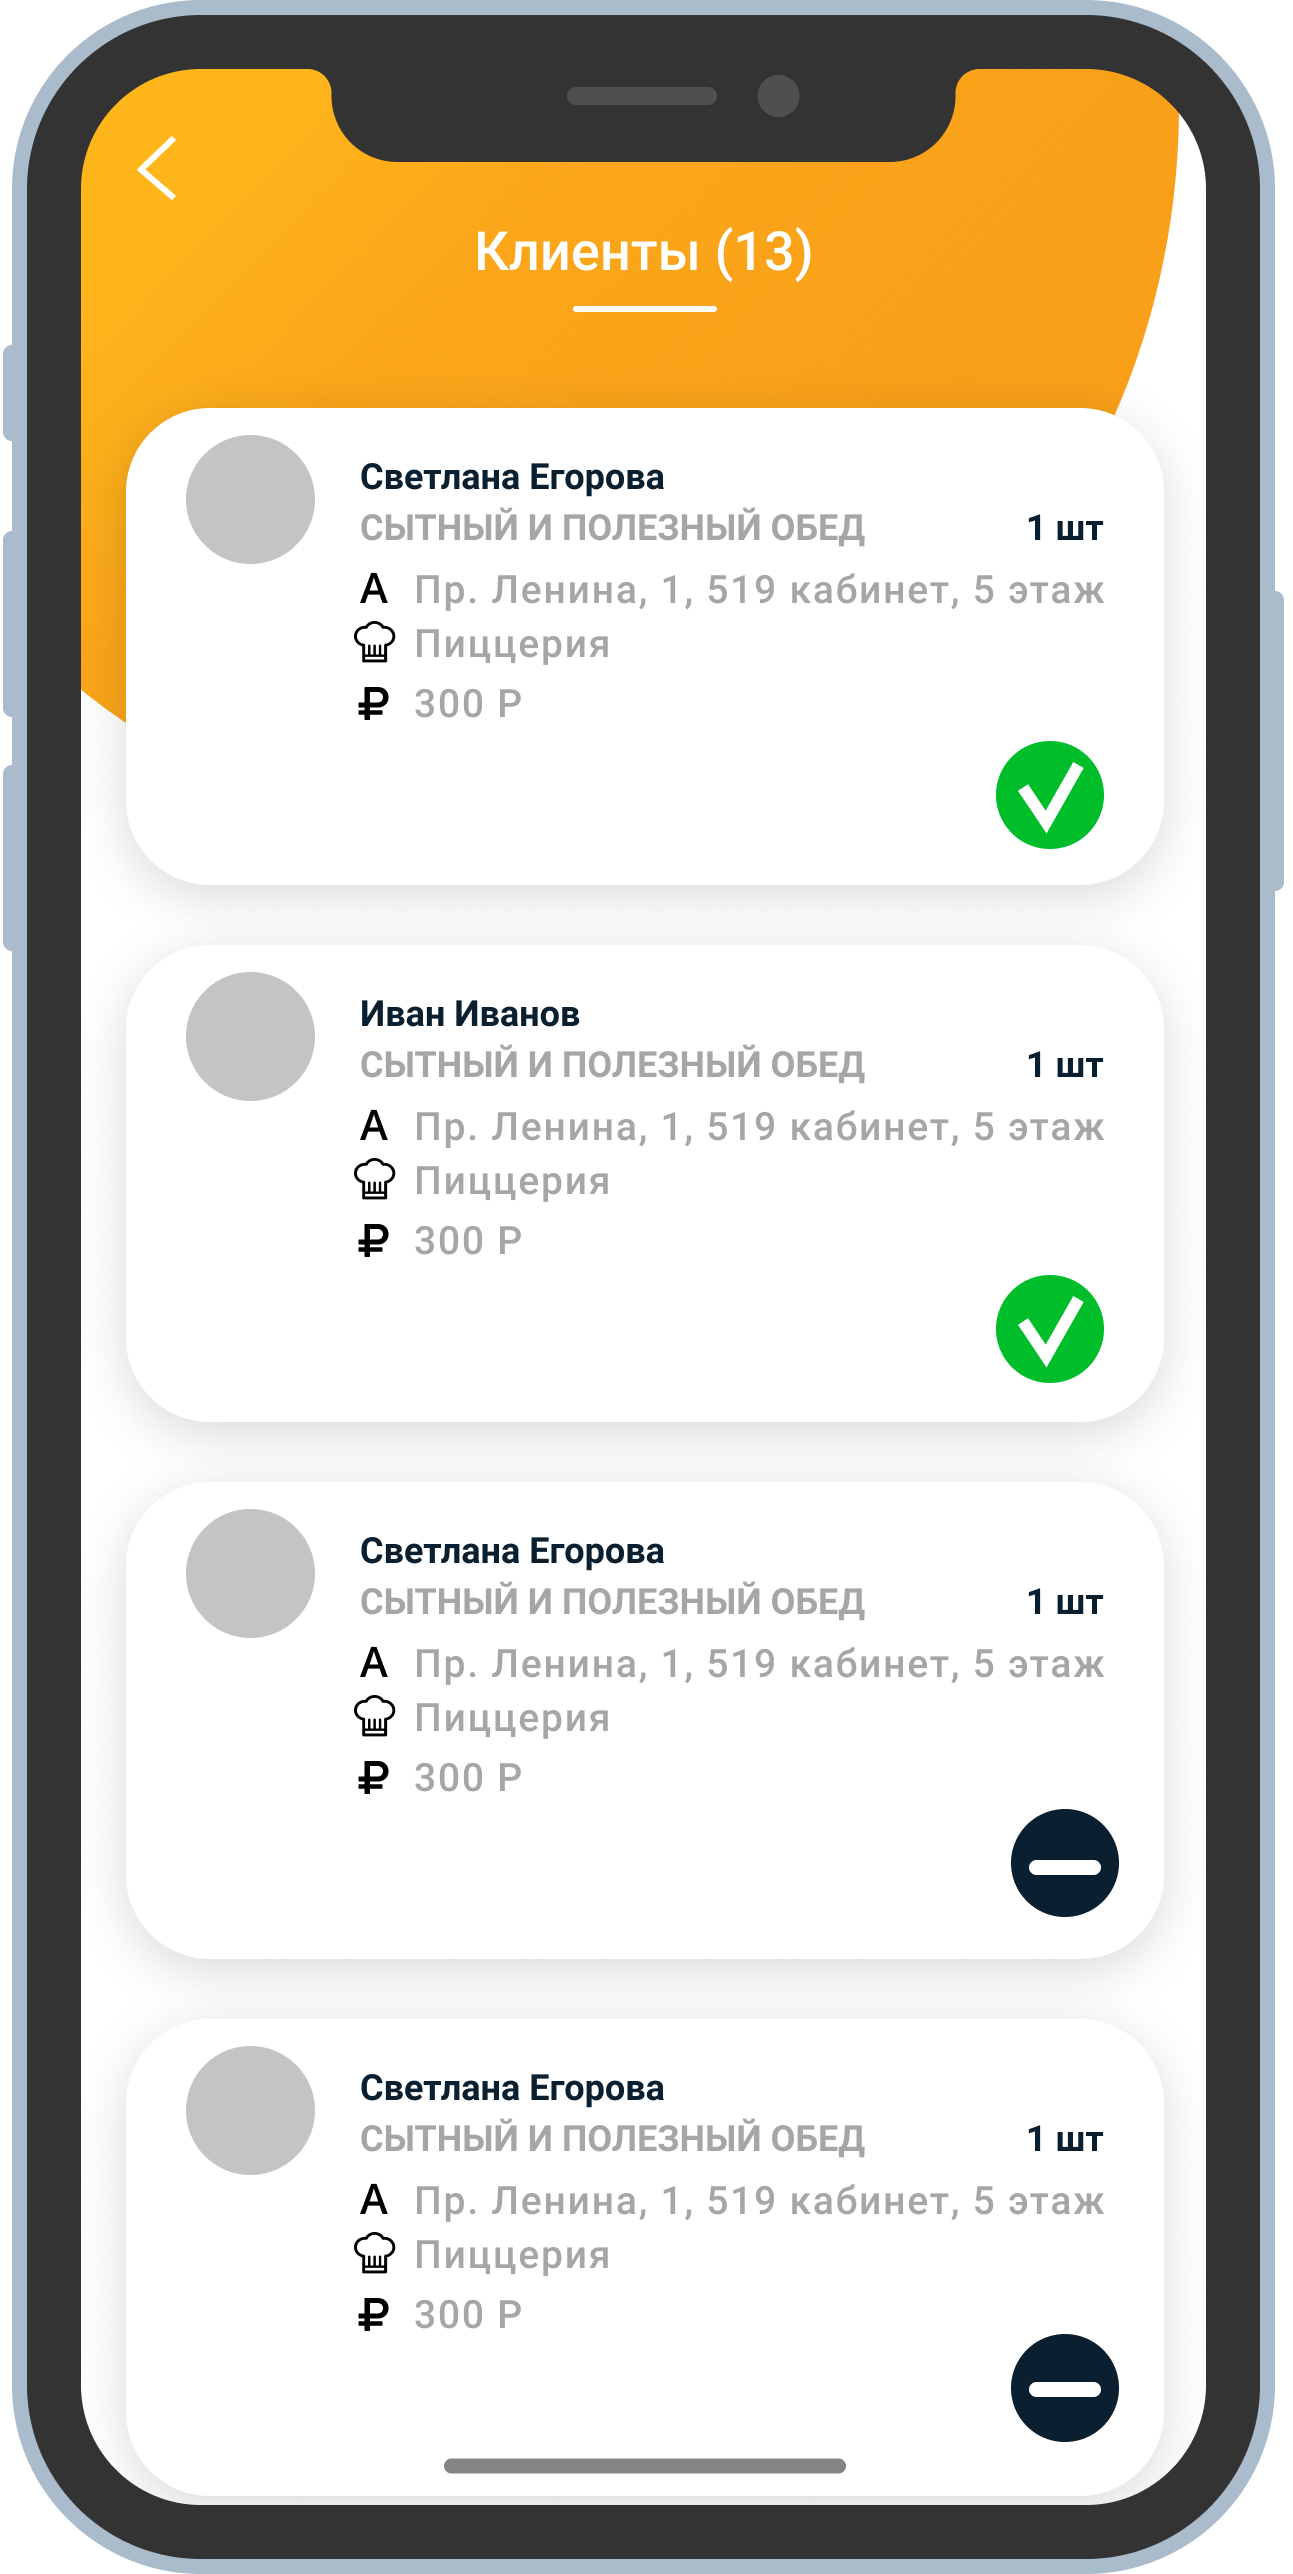 Клиенты (13)
Светлана Егорова
СЫТНЫЙ И ПОЛЕЗНЫЙ ОБЕД 1 шт
А Пр. Ленина, 1, 519 кабинет, 5 этаж
Пиццерия
₽ 300 Р
Иван Иванов
СЫТНЫЙ И ПОЛЕЗНЫЙ ОБЕД 1 шт
А Пр. Ленина, 1, 519 кабинет, 5 этаж
Пиццерия
₽ 300 Р
Светлана Егорова
СЫТНЫЙ И ПОЛЕЗНЫЙ ОБЕД 1 шт
А Пр. Ленина, 1, 519 кабинет, 5 этаж
Пиццерия
₽ 300 Р
Светлана Егорова
СЫТНЫЙ И ПОЛЕЗНЫЙ ОБЕД 1 шт
А Пр. Ленина, 1, 519 кабинет, 5 этаж
Пиццерия
₽ 300 Р